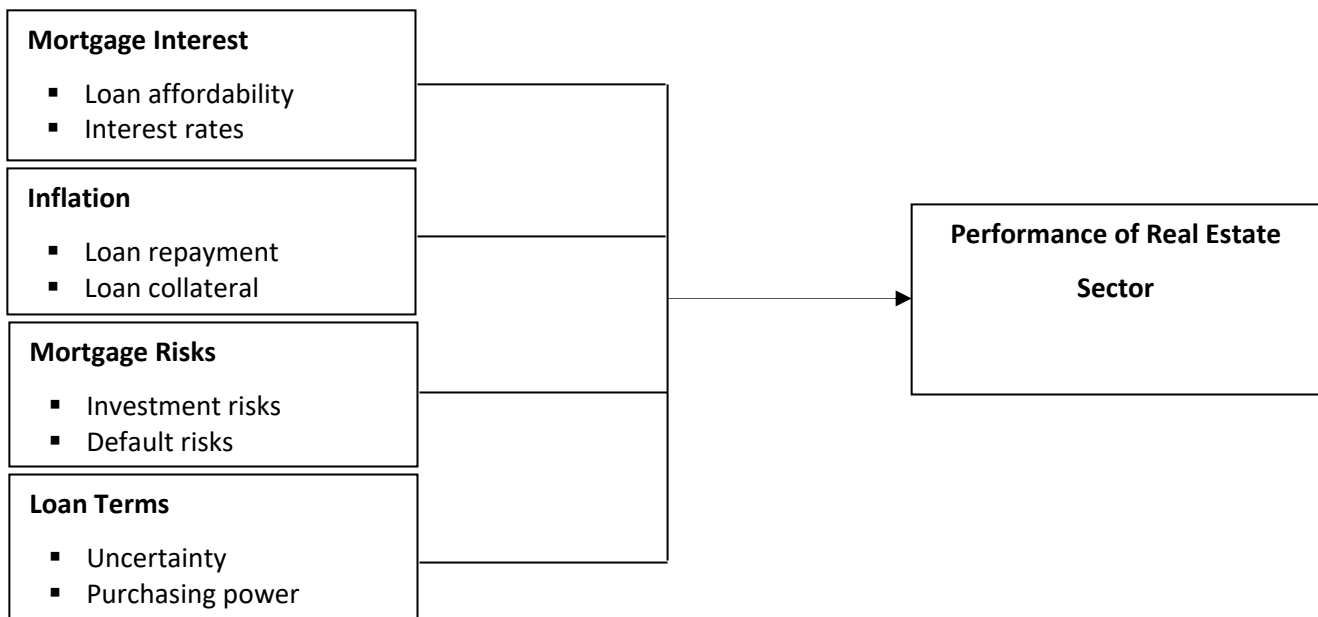 Mortgage Interest
▪ Loan affordability
▪ Interest rates
Inflation
▪ Loan repayment
▪ Loan collateral
Mortgage Risks
▪ Investment risks
▪ Default risks
Loan Terms
▪ Uncertainty
▪ Purchasing power
Performance of Real Estate
Sector